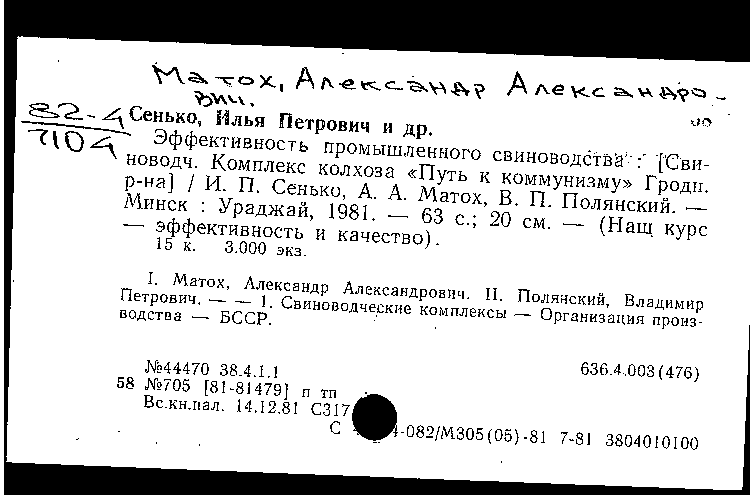 Матох, Александр Александро-
вич.
82-4
7104
Сенько, Илья Петрович и др.
Эффективность промышленного свиноводства : [Сви-
новодч. Комплекс колхоза «Путь к коммунизму» Гродн.
р-на] / И. П. Сенько, А. А. Матох, В. П. Полянский. —
Минск : Ураджай, 1981. — 63 с.; 20 см. — (Нащ курс
— эффективность и качество).
15 к. 3.000 экз.
I. Матох, Александр Александрович. II. Полянский, Владимир
Петрович. — — 1. Свиноводческие комплексы — Организация произ-
водства — БССР.
№44470 38.4.1.1 636.4.003(476)
58 №705 [81-81479] п тп
Вс.кн.пал. 14.12.81 С317
С 4-082/М305(05)-81 7-81 3804010100